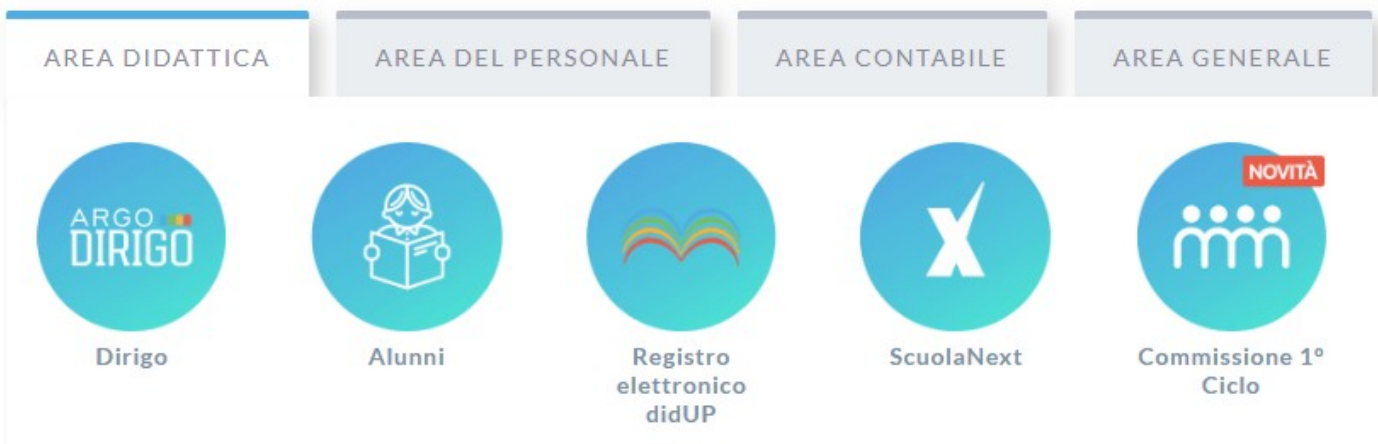 AREA DIDATTICA
AREA DEL PERSONALE
AREA CONTABILE
AREA GENERALE
NOVITÀ
ARGO
DIRIGO
Dirigo
Alunni
Registro
elettronico
didUP
ScuolaNext
Commissione 1°
Ciclo